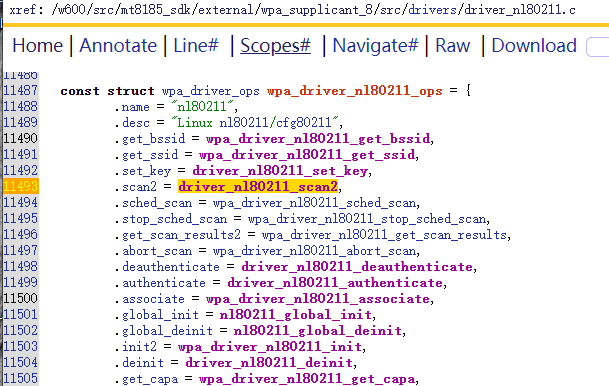 xref: /w600/src/mt8185_sdk/external/wpa_supplicant_8/src/drivers/driver_nl80211.c
Home | Annotate | Line# | Scopes# | Navigate# | Raw | Download
11486
11487 const struct wpa_driver_ops wpa_driver_nl80211_ops = {
11488 .name = "nl80211",
11489 .desc = "Linux nl80211/cfg80211",
11490 .get_bssid = wpa_driver_nl80211_get_bssid,
11491 .get_ssid = wpa_driver_nl80211_get_ssid,
11492 .set_key = driver_nl80211_set_key,
11493 .scan2 = driver_nl80211_scan2,
11494 .sched_scan = wpa_driver_nl80211_sched_scan,
11495 .stop_sched_scan = wpa_driver_nl80211_stop_sched_scan,
11496 .get_scan_results2 = wpa_driver_nl80211_get_scan_results,
11497 .abort_scan = wpa_driver_nl80211_abort_scan,
11498 .deauthenticate = driver_nl80211_deauthenticate,
11499 .authenticate = driver_nl80211_authenticate,
11500 .associate = wpa_driver_nl80211_associate,
11501 .global_init = nl80211_global_init,
11502 .global_deinit = nl80211_global_deinit,
11503 .init2 = wpa_driver_nl80211_init,
11504 .deinit = driver_nl80211_deinit,
11505 .get_capa = wpa_driver_nl80211_get_capa,